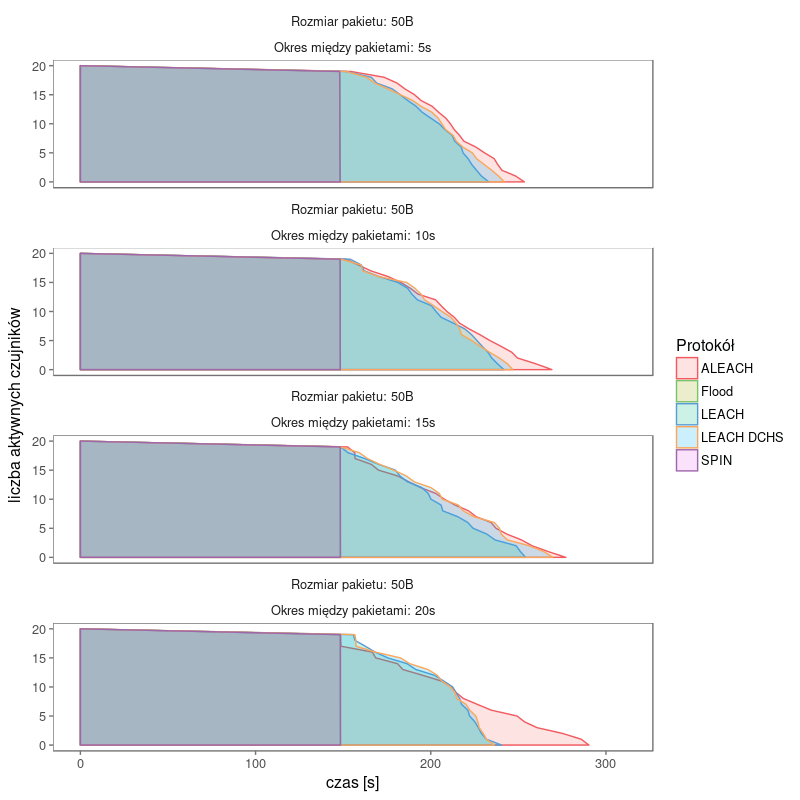 Rozmiar pakietu: 50B
Okres między pakietami: 5s
20
15
10
5
0
Rozmiar pakietu: 50B
Okres między pakietami: 10s
20
15
10
5
0
Rozmiar pakietu: 50B
Okres między pakietami: 15s
20
15
10
5
0
Rozmiar pakietu: 50B
Okres między pakietami: 20s
20
15
10
5
0
0 100 200 300
czas [s]
liczba aktywnych czujników
Protokół
ALEACH
Flood
LEACH
LEACH DCHS
SPIN